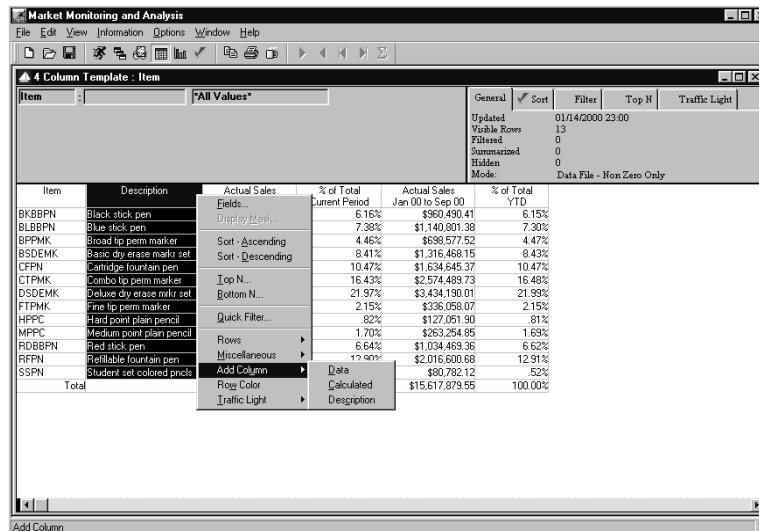 Market Monitoring and Analysis
File Edit View Information Options Window Help
4 Column Template : Item
Item : *All Values*
General Sort Filter Top N Traffic Light
Updated 01/14/2000 23:00
Visible Rows 13
Filtered 0
Summarized 0
Hidden 0
Mode: Data File - Non Zero Only
Item Description Actual Sales % of Total Actual Sales % of Total
Current Period Jan 00 to Sep 00 YTD
BKBBPN Black stick pen 6.16% $960,490.41 6.15%
BLBBPN Blue stick pen 7.38% $1,140,801.38 7.30%
BPPMK Broad tip perm marker 4.46% $698,577.52 4.47%
BSDEMK Basic dry erase markr set 8.41% $1,316,468.15 8.43%
CFPN Cartridge fountain pen 10.47% $1,634,645.37 10.47%
CTPMK Combo tip perm marker 16.43% $2,574,489.73 16.48%
DSDEMK Deluxe dry erase mrkr set 21.97% $3,434,190.01 21.99%
FTPMK Fine tip perm marker 2.15% $336,058.07 2.15%
HPPC Hard point plain pencil .82% $127,051.90 .81%
MPPC Medium point plain pencil 1.70% $263,254.85 1.69%
RDBBPN Red stick pen 6.64% $1,034,469.36 6.62%
RFPN Refillable fountain pen 12.90% $2,016,600.68 12.91%
SSPN Student set colored pncls $80,782.12 .52%
Total $15,617,879.55 100.00%
Fields...
Display Mask...
Sort - Ascending
Sort - Descending
Top N...
Bottom N...
Quick Filter...
Rows
Miscellaneous
Add Column
Row Color
Traffic Light
Data
Calculated
Description
Add Column